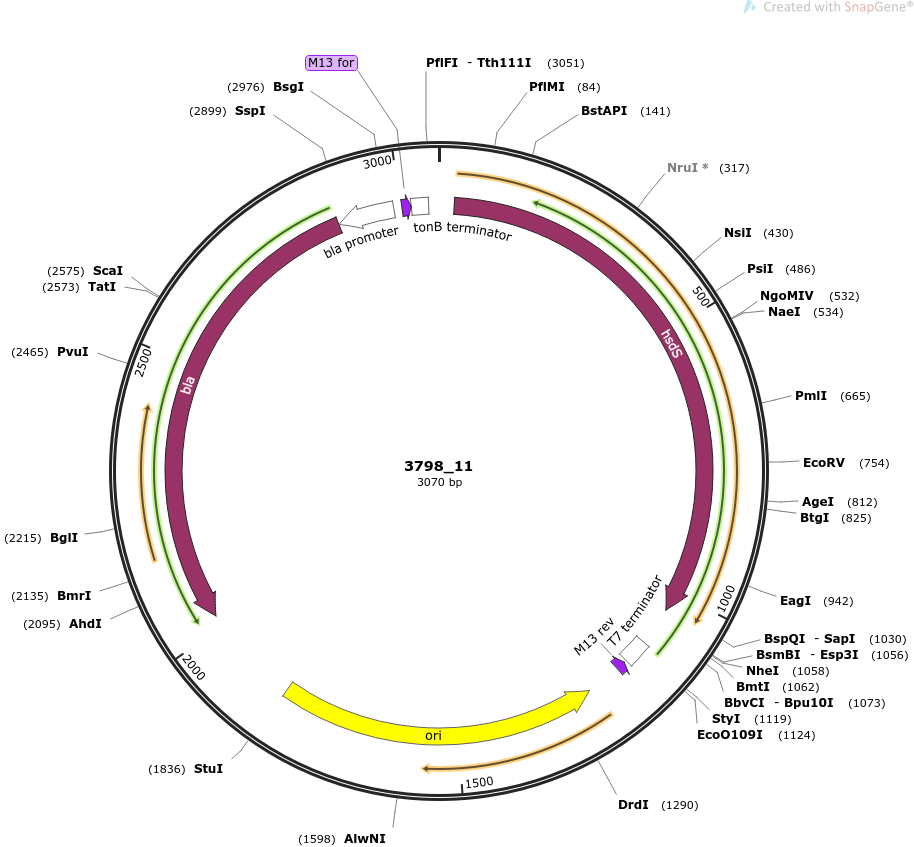 Created with SnapGene®
M13 for
PflFI - Tth111I (3051)
(2976) BsgI
PflMI (84)
(2899) SspI
BstAPI (141)
3000
NruI * (317)
bla promoter
tonB terminator
NsiI (430)
(2575) ScaI
PsiI (486)
(2573) TatI
500
NgoMIV (532)
NaeI (534)
hsdS
(2465) PvuI
2500
bla
PmlI (665)
3798_11
3070 bp
EcoRV (754)
AgeI (812)
BtgI (825)
(2215) BglI
(2135) BmrI
1000
EagI (942)
(2095) AhdI
M13 rev
T7 terminator
BspQI - SapI (1030)
BsmBI - Esp3I (1056)
2000
NheI (1058)
BmtI (1062)
BbvCI - Bpu10I (1073)
StyI (1119)
ori
EcoO109I (1124)
(1836) StuI
1500
DrdI (1290)
(1598) AlwNI